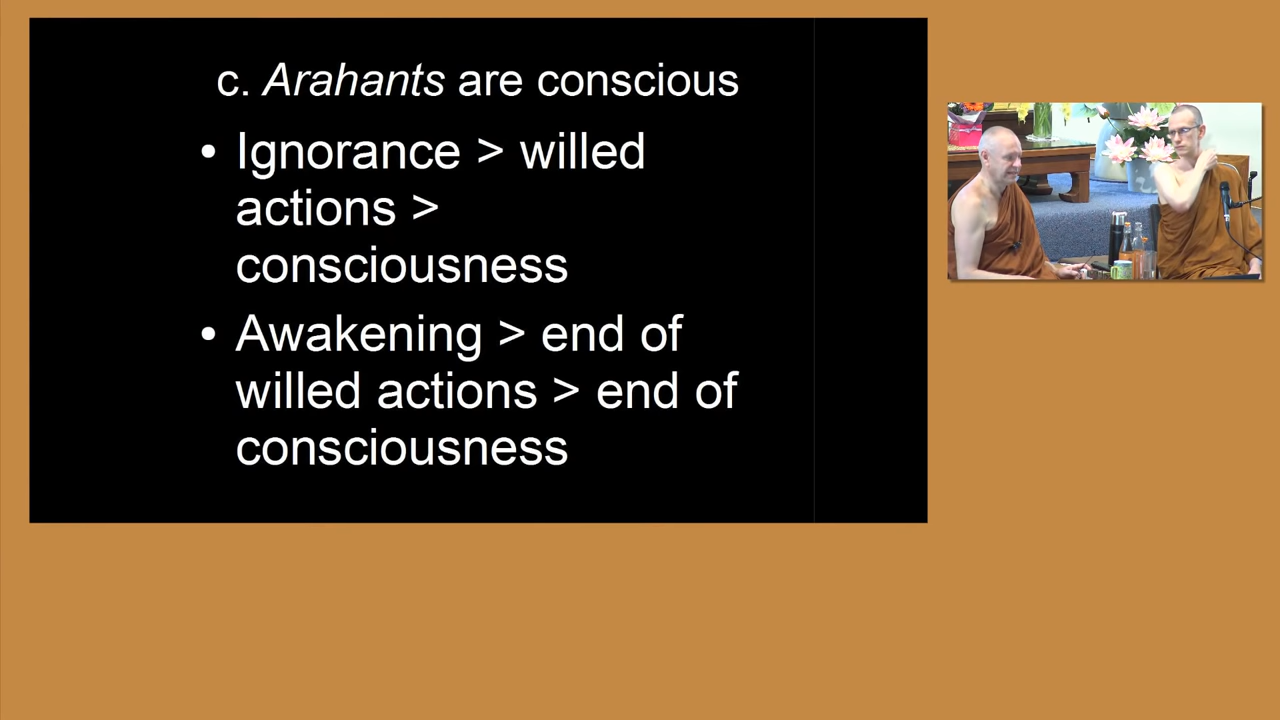 c. Arahants are conscious
• Ignorance > willed
actions >
consciousness
• Awakening > end of
willed actions > end of
consciousness